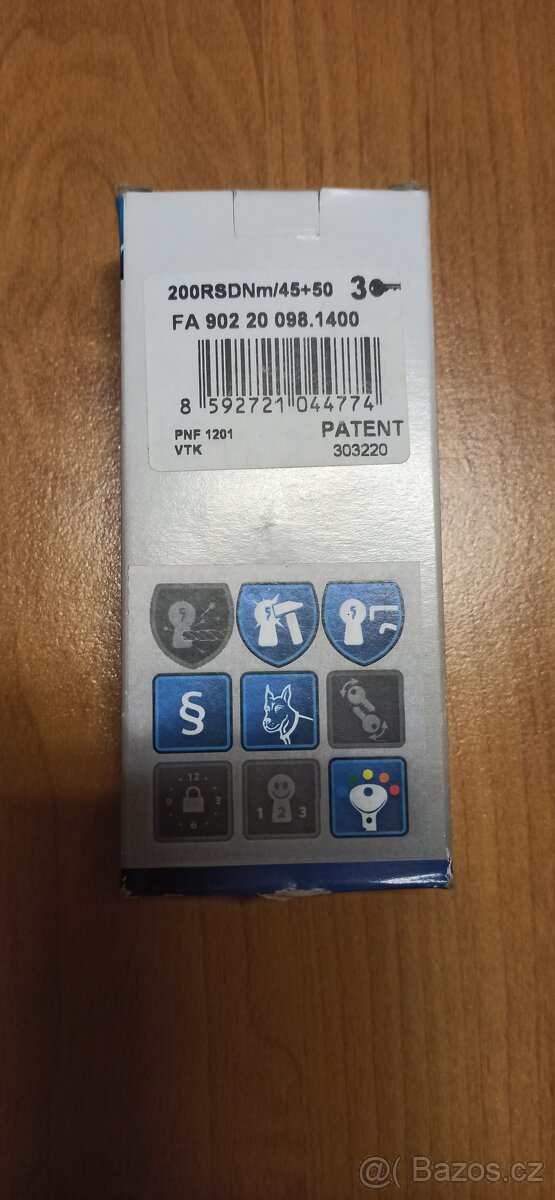 200RSDNm/45+50 3
FA 902 20 098.1400
8 592721 044774
PNF 1201 PATENT
VTK 303220
§
12
9 3
6
1 2 3
@( Bazos.cz